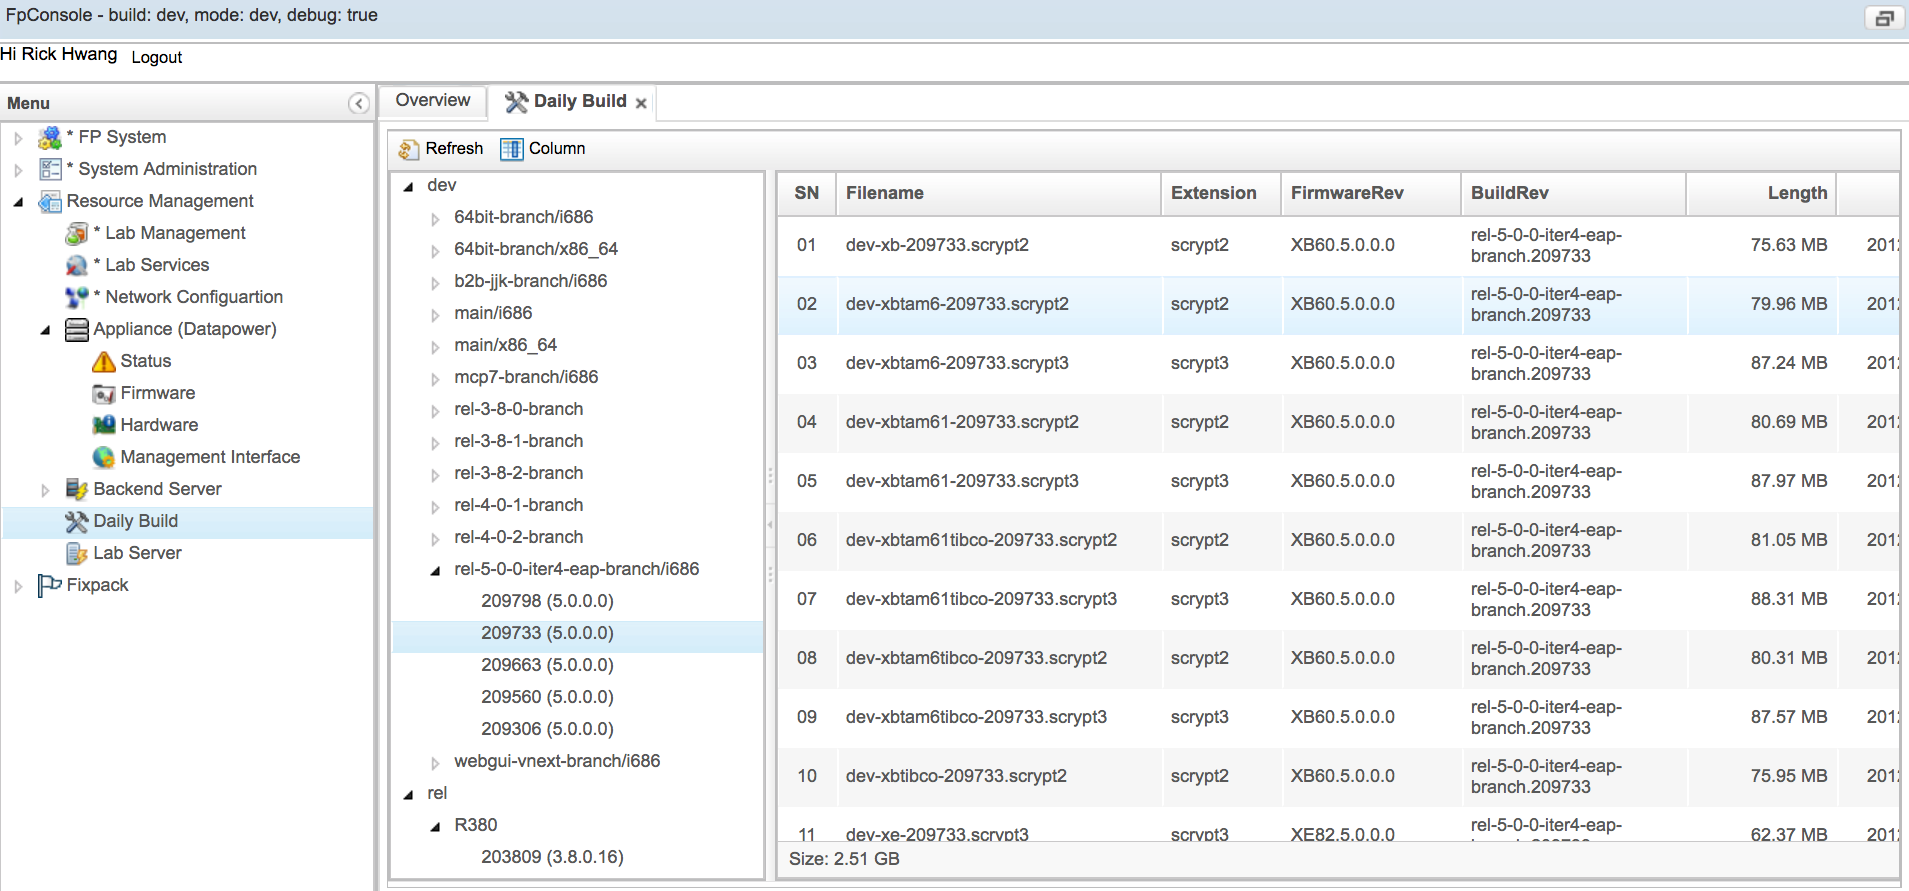 FpConsole - build: dev, mode: dev, debug: true
Hi Rick Hwang Logout
Menu
* FP System
* System Administration
Resource Management
* Lab Management
* Lab Services
* Network Configuartion
Appliance (Datapower)
Status
Firmware
Hardware
Management Interface
Backend Server
Daily Build
Lab Server
Fixpack
Overview Daily Build
Refresh Column
dev
64bit-branch/i686
64bit-branch/x86_64
b2b-jjk-branch/i686
main/i686
main/x86_64
mcp7-branch/i686
rel-3-8-0-branch
rel-3-8-1-branch
rel-3-8-2-branch
rel-4-0-1-branch
rel-4-0-2-branch
rel-5-0-0-iter4-eap-branch/i686
209798 (5.0.0.0)
209733 (5.0.0.0)
209663 (5.0.0.0)
209560 (5.0.0.0)
209306 (5.0.0.0)
webgui-vnext-branch/i686
rel
R380
203809 (3.8.0.16)
SN Filename Extension FirmwareRev BuildRev Length
01 dev-xb-209733.scrypt2 scrypt2 XB60.5.0.0.0 rel-5-0-0-iter4-eap-
branch.209733 75.63 MB 201
02 dev-xbtam6-209733.scrypt2 scrypt2 XB60.5.0.0.0 rel-5-0-0-iter4-eap-
branch.209733 79.96 MB 201
03 dev-xbtam6-209733.scrypt3 scrypt3 XB60.5.0.0.0 rel-5-0-0-iter4-eap-
branch.209733 87.24 MB 201
04 dev-xbtam61-209733.scrypt2 scrypt2 XB60.5.0.0.0 rel-5-0-0-iter4-eap-
branch.209733 80.69 MB 201
05 dev-xbtam61-209733.scrypt3 scrypt3 XB60.5.0.0.0 rel-5-0-0-iter4-eap-
branch.209733 87.97 MB 201
06 dev-xbtam61tibco-209733.scrypt2 scrypt2 XB60.5.0.0.0 rel-5-0-0-iter4-eap-
branch.209733 81.05 MB 201
07 dev-xbtam61tibco-209733.scrypt3 scrypt3 XB60.5.0.0.0 rel-5-0-0-iter4-eap-
branch.209733 88.31 MB 201
08 dev-xbtam6tibco-209733.scrypt2 scrypt2 XB60.5.0.0.0 rel-5-0-0-iter4-eap-
branch.209733 80.31 MB 201
09 dev-xbtam6tibco-209733.scrypt3 scrypt3 XB60.5.0.0.0 rel-5-0-0-iter4-eap-
branch.209733 87.57 MB 201
10 dev-xbtibco-209733.scrypt2 scrypt2 XB60.5.0.0.0 rel-5-0-0-iter4-eap-
branch.209733 75.95 MB 201
11 dev-xe-209733.scrypt3 scrypt3 XE82.5.0.0.0 rel-5-0-0-iter4-eap-
62.37 MB 201
Size: 2.51 GB